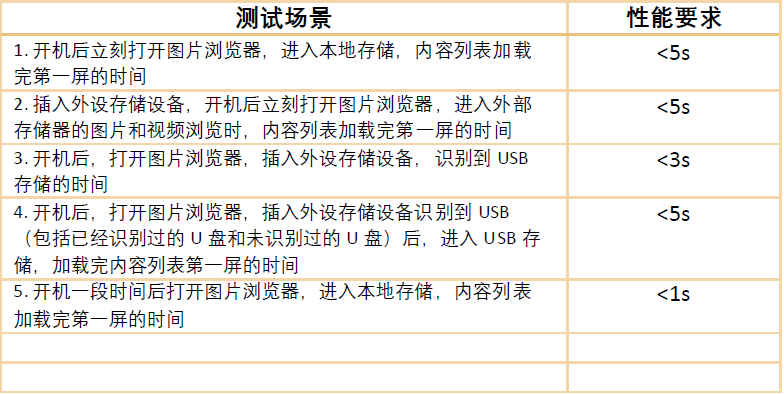 测试场景 性能要求
1. 开机后立刻打开图片浏览器，进入本地存储，内容列表加载
完第一屏的时间
<5s
2. 插入外设存储设备，开机后立刻打开图片浏览器，进入外部
存储器的图片和视频浏览时，内容列表加载完第一屏的时间
<5s
3. 开机后，打开图片浏览器，插入外设存储设备，识别到 USB
存储的时间
<3s
4. 开机后，打开图片浏览器，插入外设存储设备识别到 USB
（包括已经识别过的 U 盘和未识别过的 U 盘）后，进入 USB 存
储，加载完内容列表第一屏的时间
<5s
5. 开机一段时间后打开图片浏览器，进入本地存储，内容列表
加载完第一屏的时间
<1s